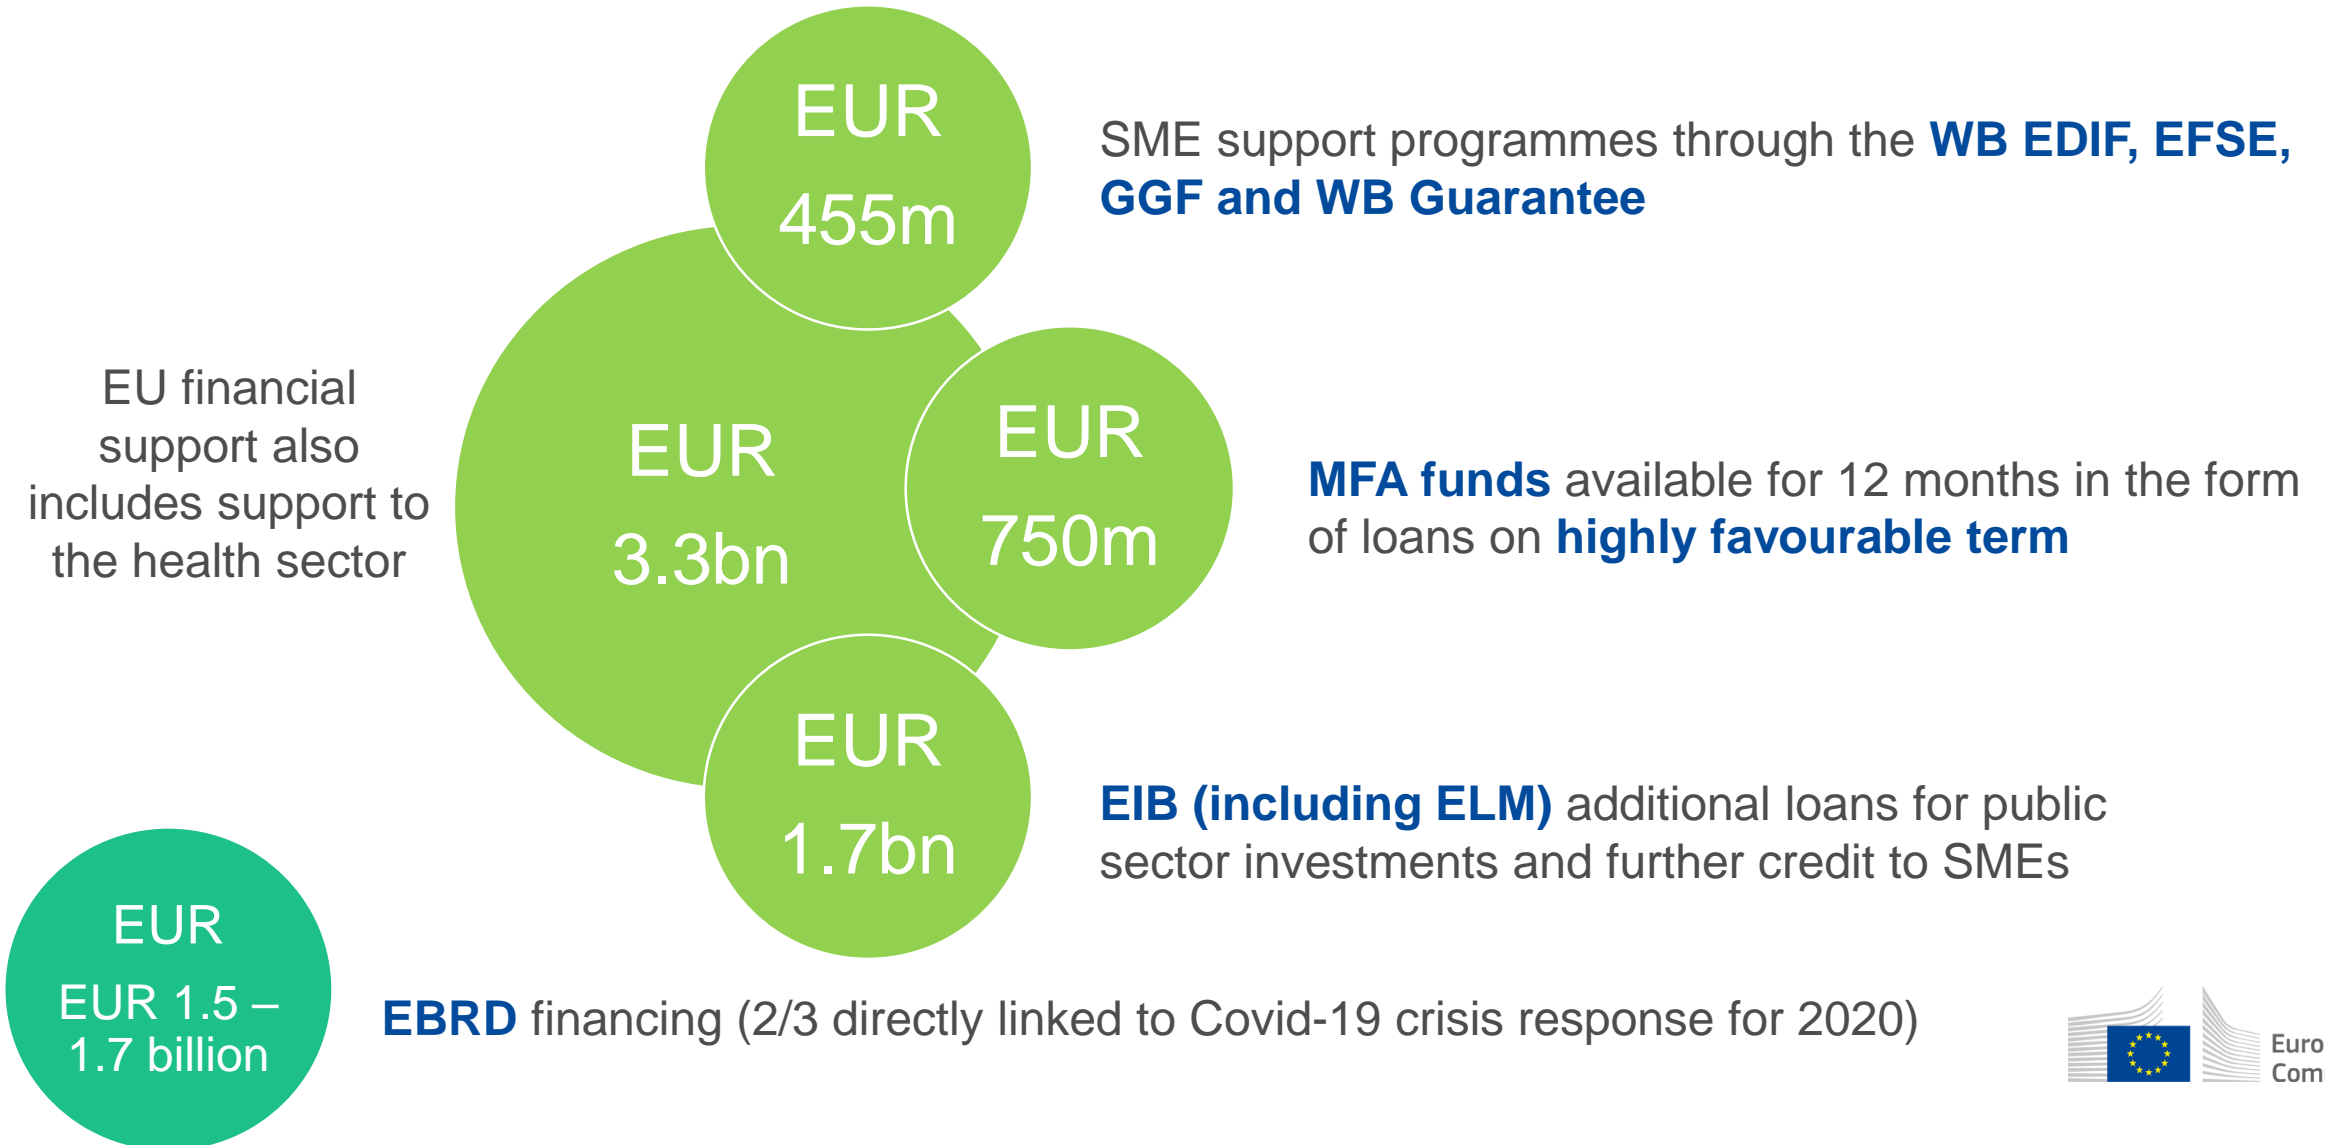 EUR
455m
SME support programmes through the WB EDIF, EFSE,
GGF and WB Guarantee
EU financial
support also
includes support to
the health sector
EUR
3.3bn
EUR
750m
MFA funds available for 12 months in the form
of loans on highly favourable term
EUR
1.7bn
EIB (including ELM) additional loans for public
sector investments and further credit to SMEs
EUR
EUR 1.5 –
1.7 billion
EBRD financing (2/3 directly linked to Covid-19 crisis response for 2020)
Euro
Com